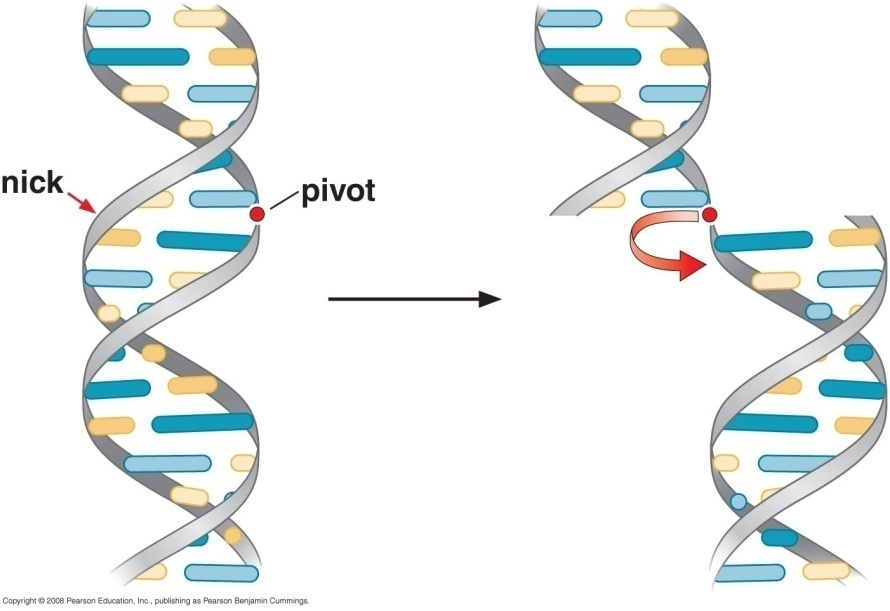 nick
pivot
Copyright © 2008 Pearson Education, Inc., publishing as Pearson Benjamin Cummings.